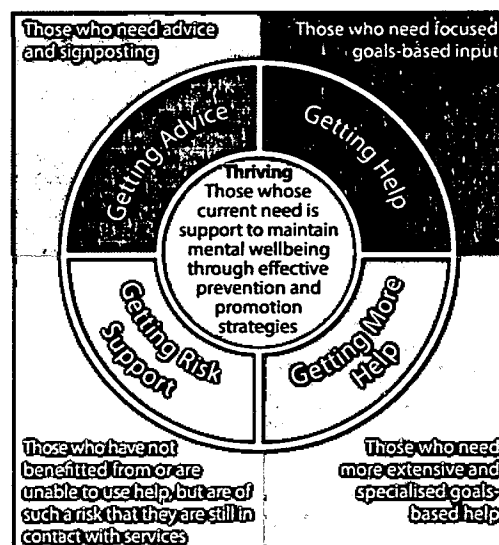 Those who need advice
and signposting
Those who need focused
goals-based input
Getting Advice
Getting Help
Thriving
Those whose
current need is
support to maintain
mental wellbeing
through effective
prevention and
promotion
strategies
Getting Risk
Support
Getting More
Help
Those who have not
benefitted from or are
unable to use help, but are of
such a risk that they are still in
contact with services
Those who need
more extensive and
specialised goals-
based help